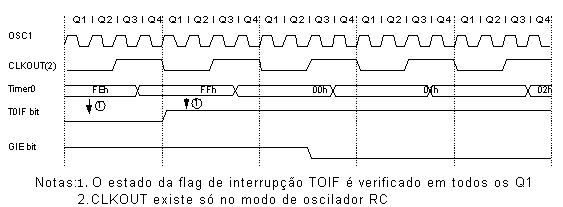 Q1 Q2 Q3 Q4 Q1 Q2 Q3 Q4 Q1 Q2 Q3 Q4 Q1 Q2 Q3 Q4 Q1 Q2 Q3 Q4
OSC1
CLKOUT(2)
Timer0 FEh FFh 00h 01h 02h
T0IF bit 1 1
GIE bit
Notas:1. O estado da flag de interrupção TOIF é verificado em todos os Q1
2.CLKOUT existe só no modo de oscilador RC